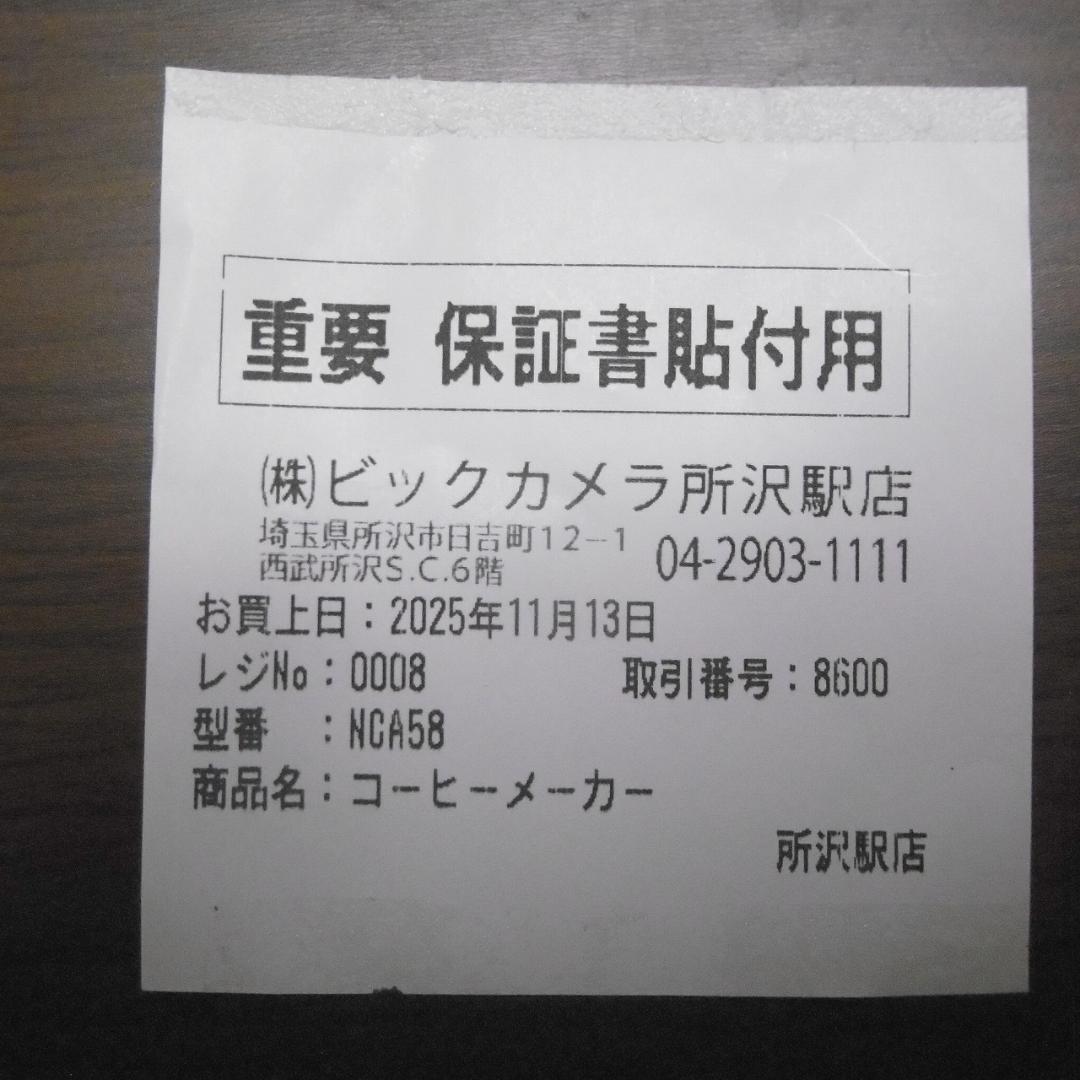 重要 保証書貼付用
㈱ビックカメラ所沢駅店
埼玉県所沢市日吉町12-1
西武所沢S.C.6階 04-2903-1111
お買上日：2025年11月13日
レジNo：0008 取引番号：8600
型番　：NCA58
商品名：コーヒーメーカー
所沢駅店